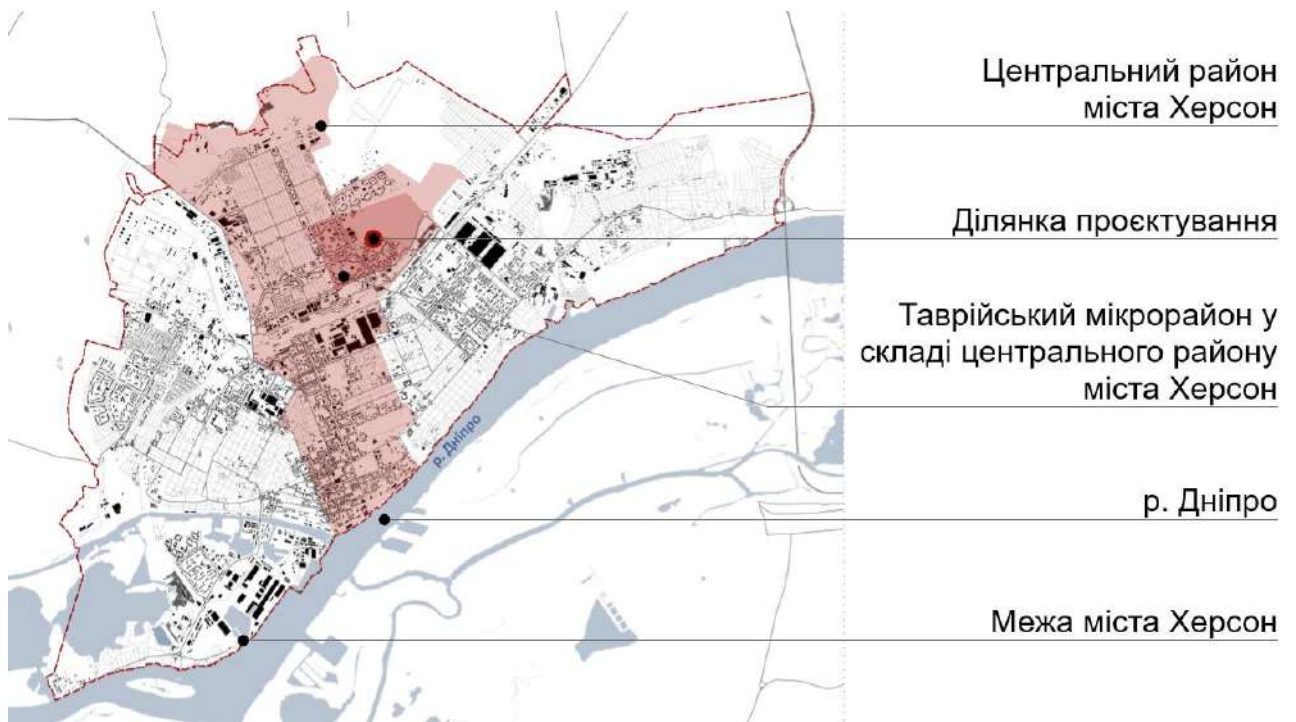 Центральний район
міста Херсон
Ділянка проєктування
Таврійський мікрорайон у
складі центрального району
міста Херсон
р. Дніпро
р. Дніпро
Межа міста Херсон